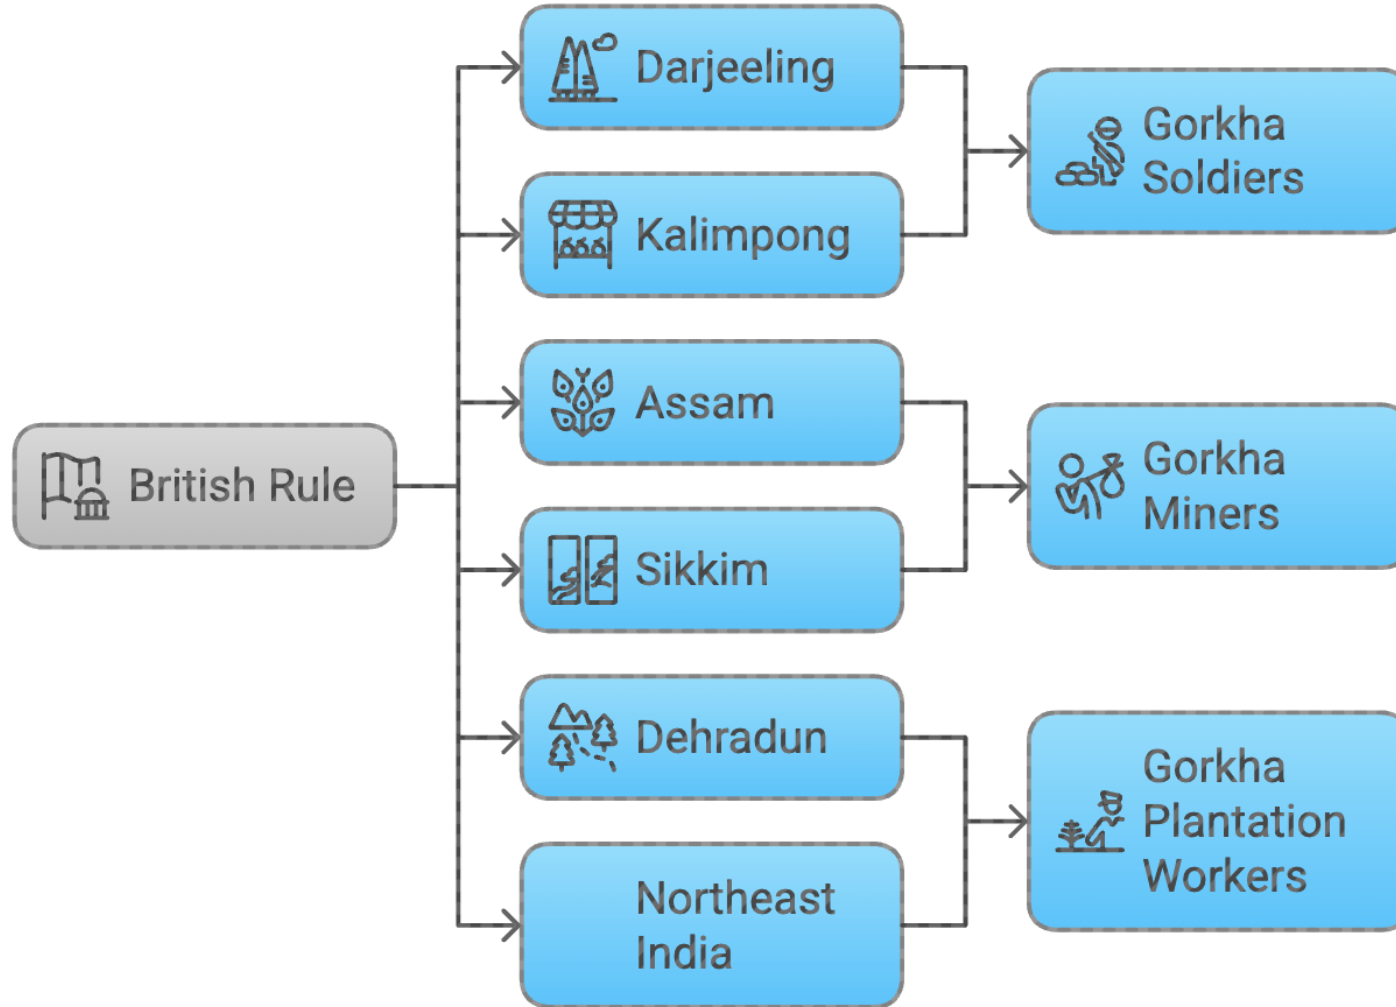 British Rule
Darjeeling
Kalimpong
Assam
Sikkim
Dehradun
Northeast
India
Gorkha
Soldiers
Gorkha
Miners
Gorkha
Plantation
Workers